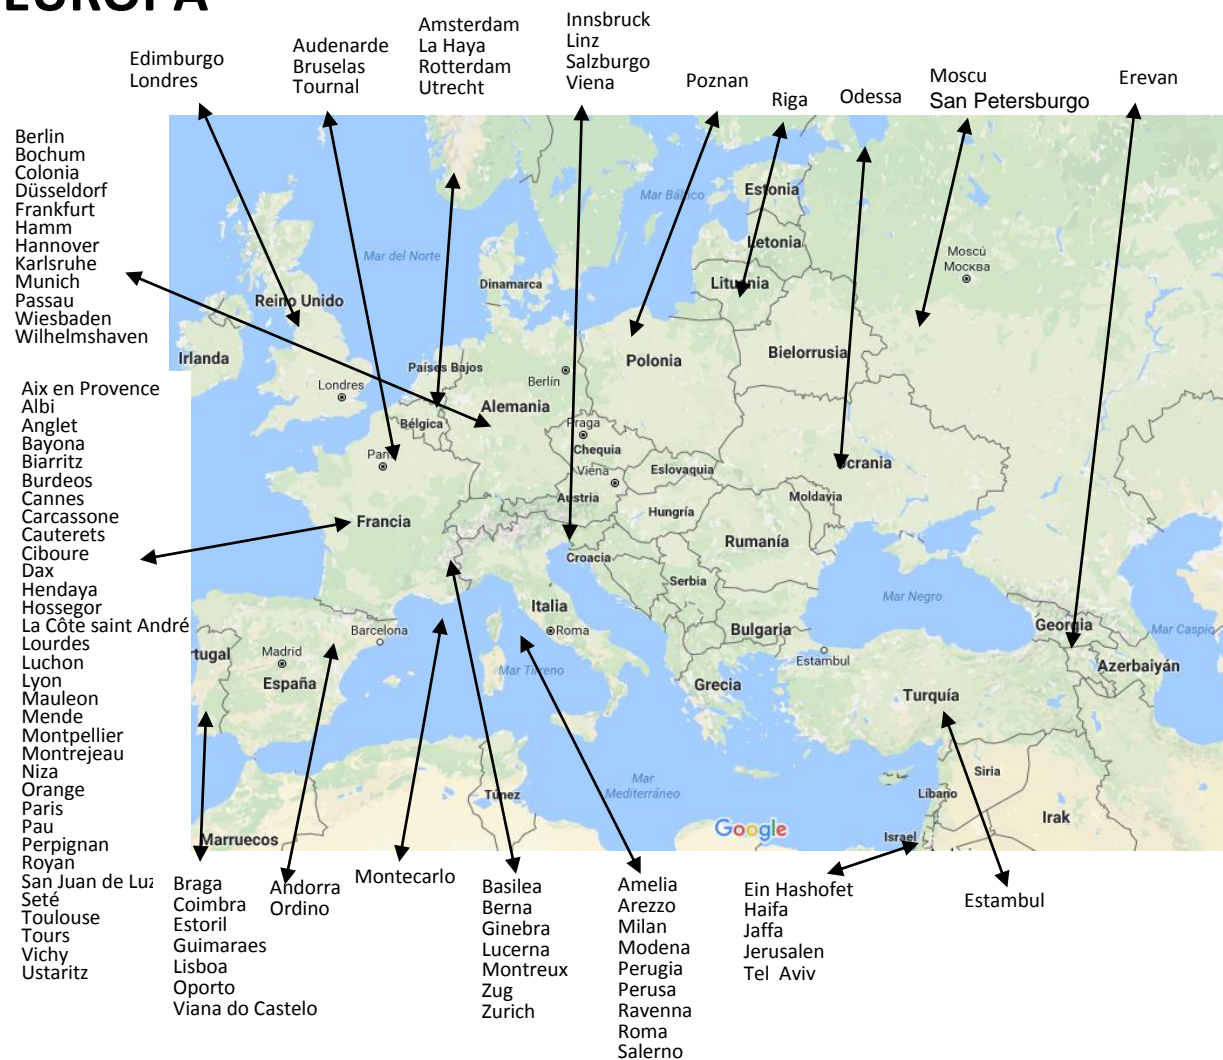 EUROPA
Edimburgo
Londres
Audenarde
Bruselas
Tournal
Amsterdam
La Haya
Rotterdam
Utrecht
Innsbruck
Linz
Salzburgo
Viena
Poznan
Riga
Odessa
Moscu
San Petersburgo
Erevan
Berlin
Bochum
Colonia
Düsseldorf
Frankfurt
Hamm
Hannover
Karlsruhe
Munich
Passau
Wiesbaden
Wilhelmshaven
Aix en Provence
Albi
Anglet
Bayona
Biarritz
Burdeos
Cannes
Carcassone
Cauterets
Ciboure
Dax
Hendaya
Hossegor
La Côte saint André
Lourdes
Luchon
Lyon
Mauleon
Mende
Montpellier
Montrejeau
Niza
Orange
Paris
Pau
Perpignan
Royan
San Juan de Luz
Seté
Toulouse
Tours
Vichy
Ustaritz
Mar Báltico
Estonia
Letonia
Lituania
Moscú
Москва
Mar del Norte
Dinamarca
Reino Unido
Irlanda
Londres
Países Bajos
Berlín
Polonia
Bielorrusia
Alemania
Bélgica
París
Praga
Chequia
Viena
Eslovaquia
Ucrania
Austria
Hungría
Moldavia
Francia
Croacia
Rumanía
Serbia
Italia
Roma
Mar Negro
Georgia
Mar Caspio
Barcelona
Bulgaria
Estambul
Azerbaiyán
rtugal
Madrid
España
Mar Tirreno
Grecia
Turquía
Mar
Mediterráneo
Siria
Líbano
Irak
Israel
Túnez
Marruecos
Google
Braga
Coimbra
Estoril
Guimaraes
Lisboa
Oporto
Viana do Castelo
Andorra
Ordino
Montecarlo
Basilea
Berna
Ginebra
Lucerna
Montreux
Zug
Zurich
Amelia
Arezzo
Milan
Modena
Perugia
Perusa
Ravenna
Roma
Salerno
Ein Hashofet
Haifa
Jaffa
Jerusalen
Tel Aviv
Estambul